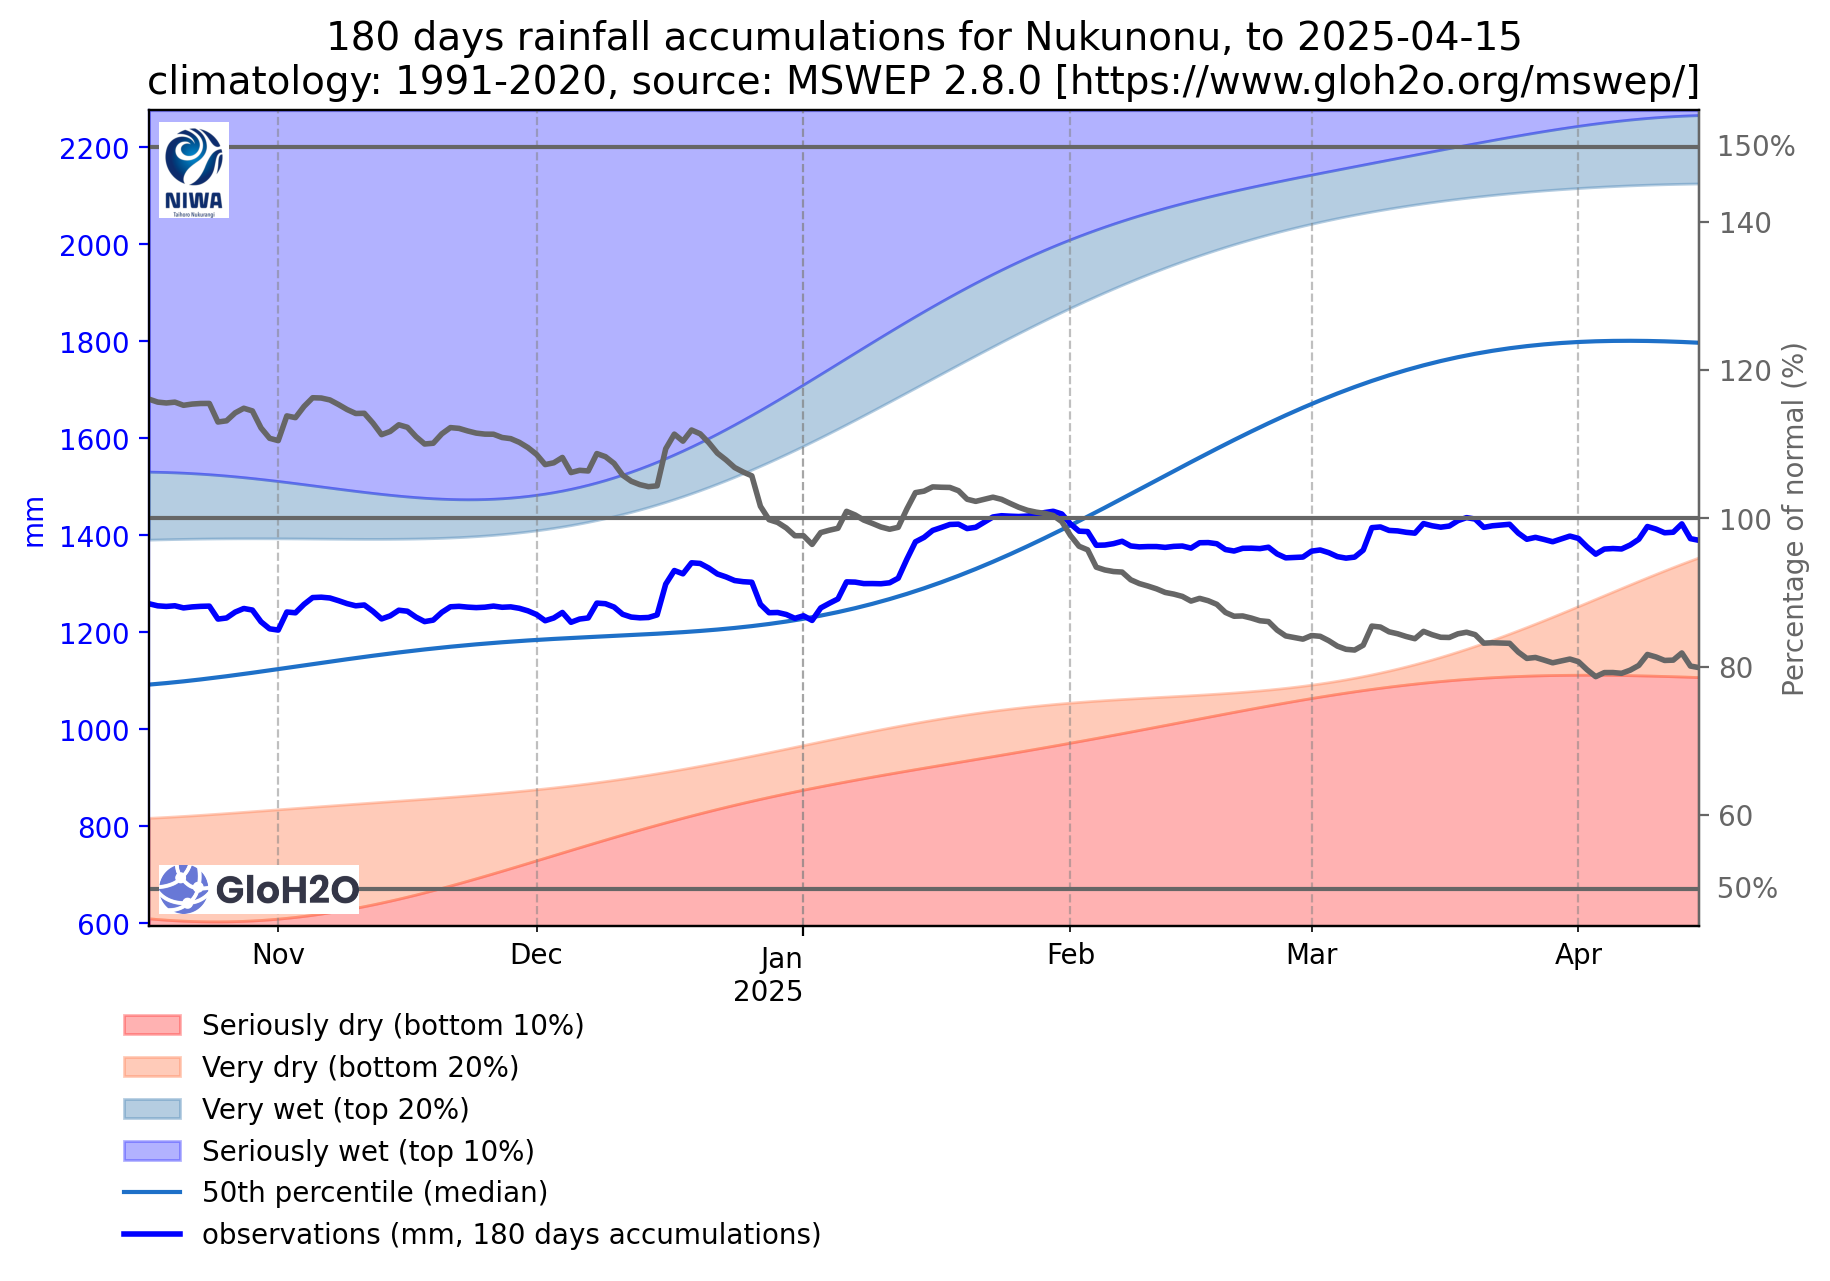 180 days rainfall accumulations for Nukunonu, to 2025-04-15
climatology: 1991-2020, source: MSWEP 2.8.0 [https://www.gloh2o.org/mswep/]
NIWA
Taihoro Nukurangi
2200
2000
1800
1600
1400
1200
1000
800
600
mm
150%
140
120
100
80
60
50%
Percentage of normal (%)
GloH2O
Nov
Dec
Jan
2025
Feb
Mar
Apr
Seriously dry (bottom 10%)
Very dry (bottom 20%)
Very wet (top 20%)
Seriously wet (top 10%)
50th percentile (median)
observations (mm, 180 days accumulations)